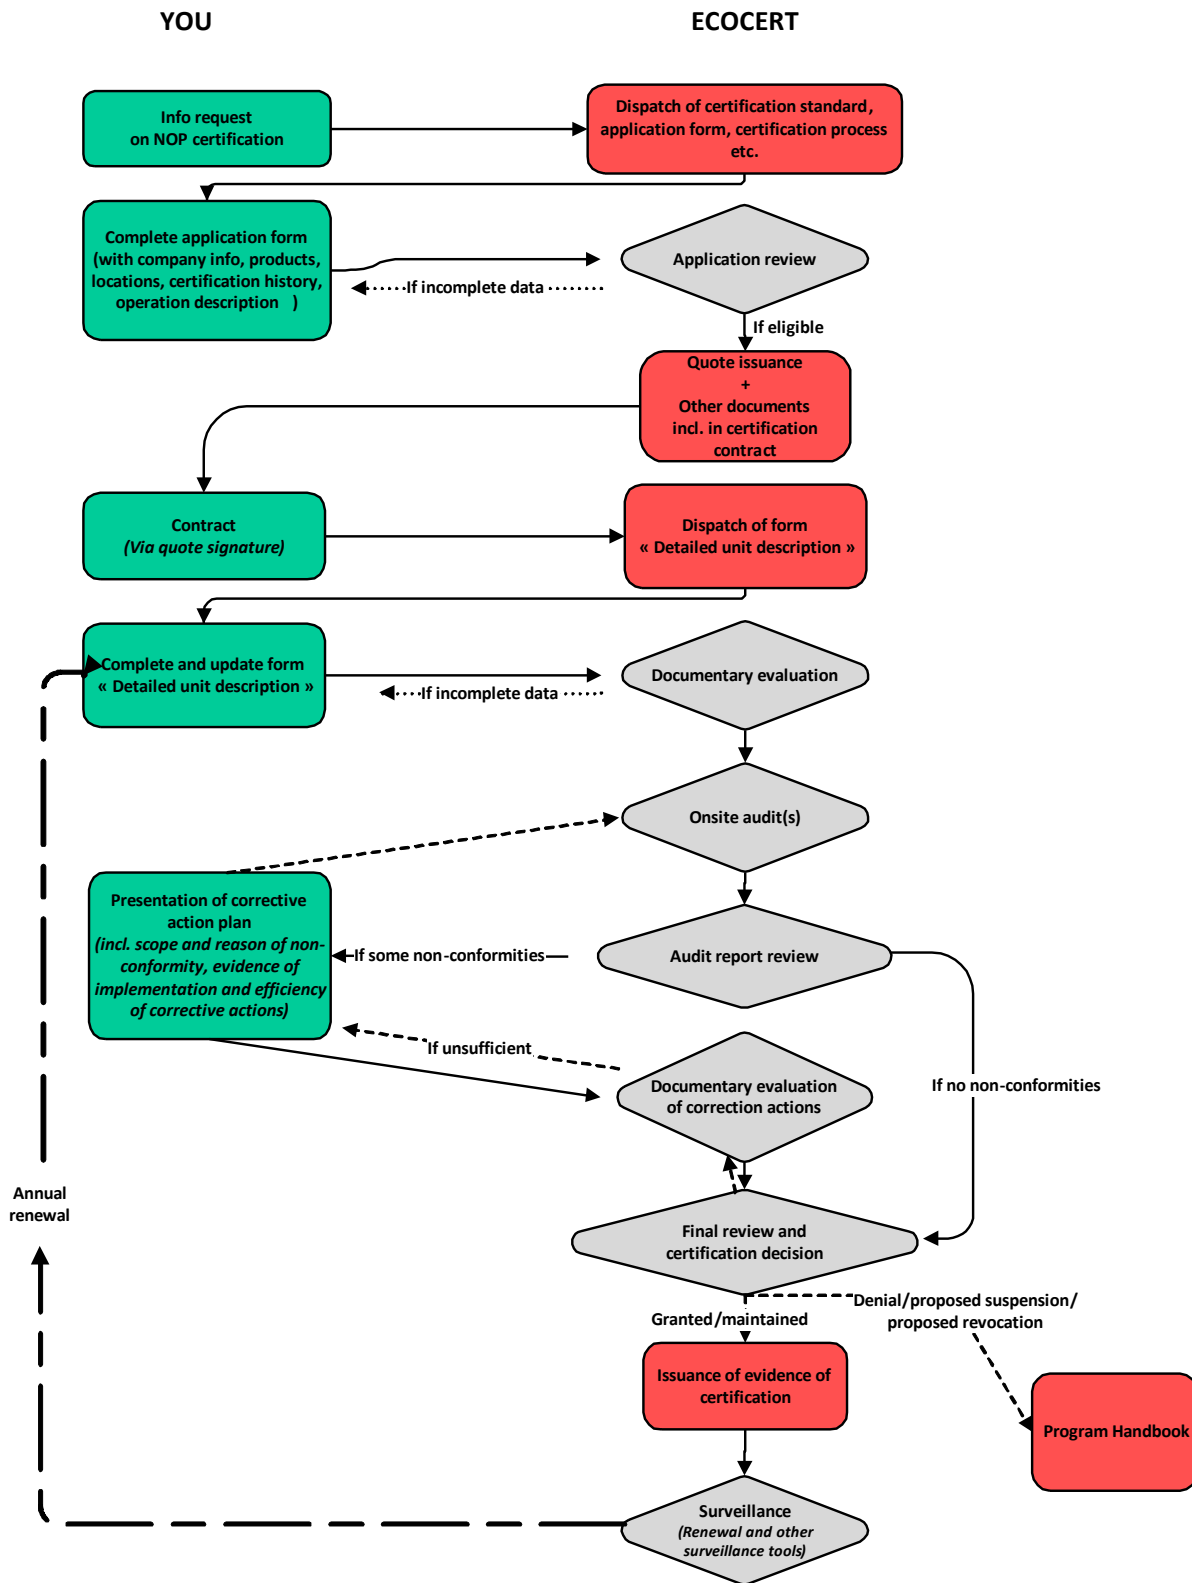 YOU
ECOCERT
Info request
on NOP certification
Dispatch of certification standard,
application form, certification process
etc.
Complete application form
(with company info, products,
locations, certification history,
operation description )
Application review
If incomplete data
If eligible
Quote issuance
+
Other documents
incl. in certification
contract
Contract
(Via quote signature)
Dispatch of form
« Detailed unit description »
Complete and update form
« Detailed unit description »
Documentary evaluation
If incomplete data
Onsite audit(s)
Presentation of corrective
action plan
(incl. scope and reason of non-
conformity, evidence of
implementation and efficiency
of corrective actions)
If some non-conformities
Audit report review
If unsufficient
Documentary evaluation
of correction actions
If no non-conformities
Annual
renewal
Final review and
certification decision
Granted/maintained
Denial/proposed suspension/
proposed revocation
Issuance of evidence of
certification
Program Handbook
Surveillance
(Renewal and other
surveillance tools)